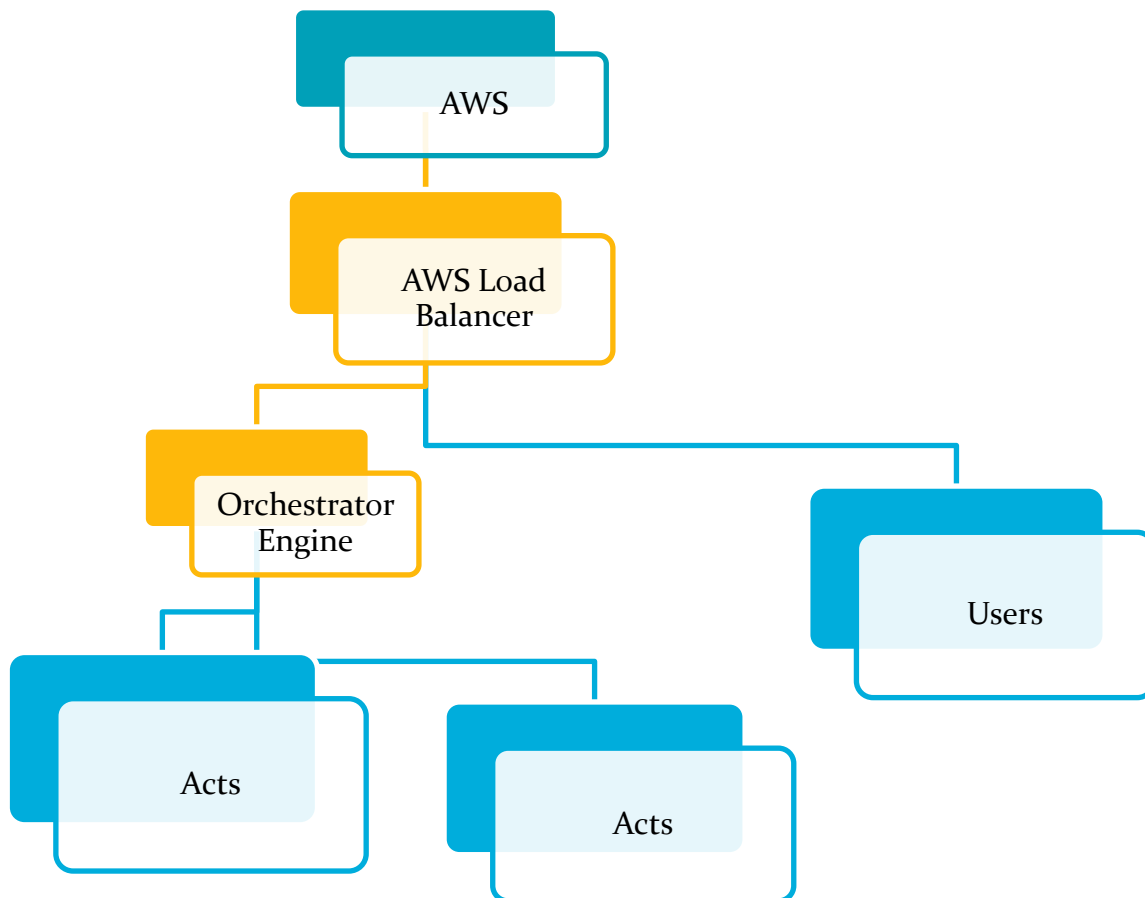 AWS
AWS Load
Balancer
Orchestrator
Engine
Users
Acts
Acts